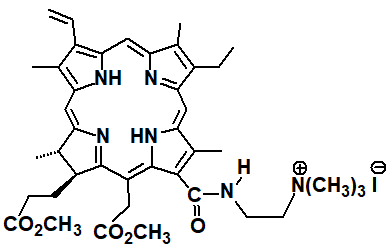 NH N
N HN
H
N
⊕
N(CH3)3 I⊖
C
N
O
CO2CH3
CO2CH3